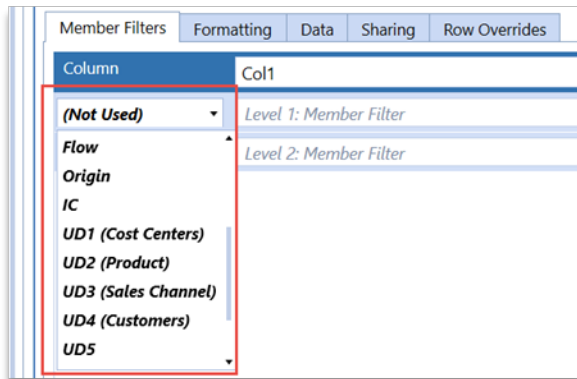 Member Filters Formatting Data Sharing Row Overrides
Column Col1
(Not Used) Level 1: Member Filter
Flow Level 2: Member Filter
Origin
IC
UD1 (Cost Centers)
UD2 (Product)
UD3 (Sales Channel)
UD4 (Customers)
UD5